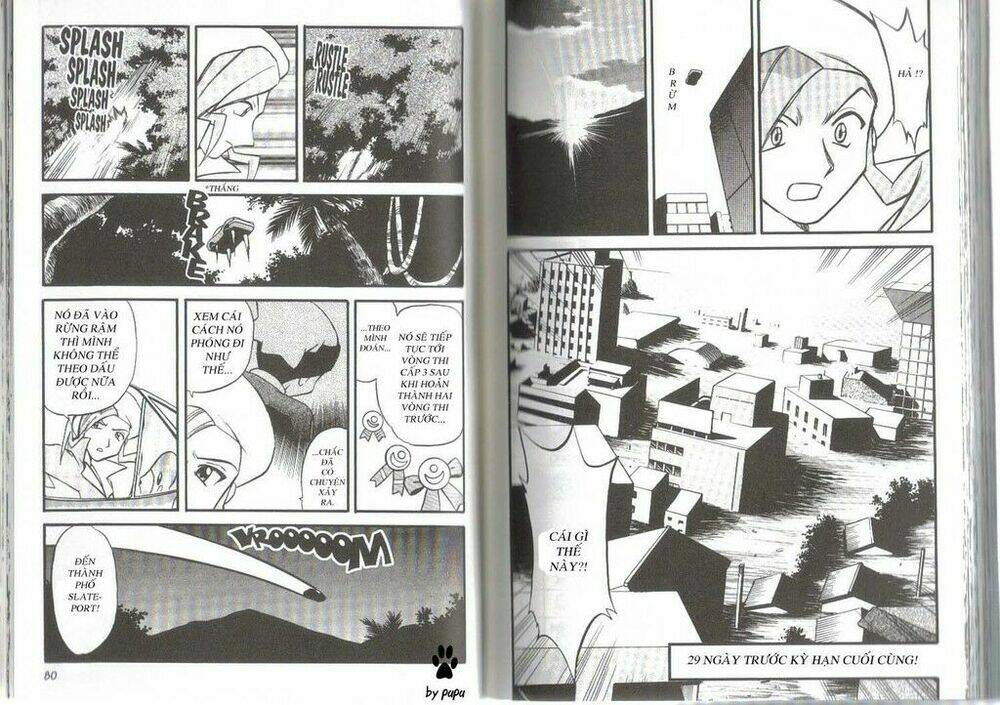 SPLASH
SPLASH
SPLASH
SPLASH
RUSTLE
RUSTLE
*THẮNG
BRAKE
NÓ ĐÃ VÀO
RỪNG RẬM
THÌ MÌNH
KHÔNG THỂ
THEO DẤU
ĐƯỢC NỮA
RỒI...
XEM CÁI
CÁCH NÓ
PHÓNG ĐI
NHƯ
THẾ...
...CHẮC
ĐÃ
CÓ
CHUYỆN
XẢY
RA.
...THEO
MÌNH
ĐOÁN...
NÓ SẼ TIẾP
TỤC TỚI
VÒNG THI
CẤP 3 SAU
KHI HOÀN
THÀNH HAI
VÒNG THI
TRƯỚC...
VROOOOOM
ĐẾN
THÀNH
PHỐ
SLATE-
PORT!
80
by papa
B
R
Ừ
M
HẢ !?
CÁI GÌ
THẾ
NÀY?!
29 NGÀY TRƯỚC KỲ HẠN CUỐI CÙNG!